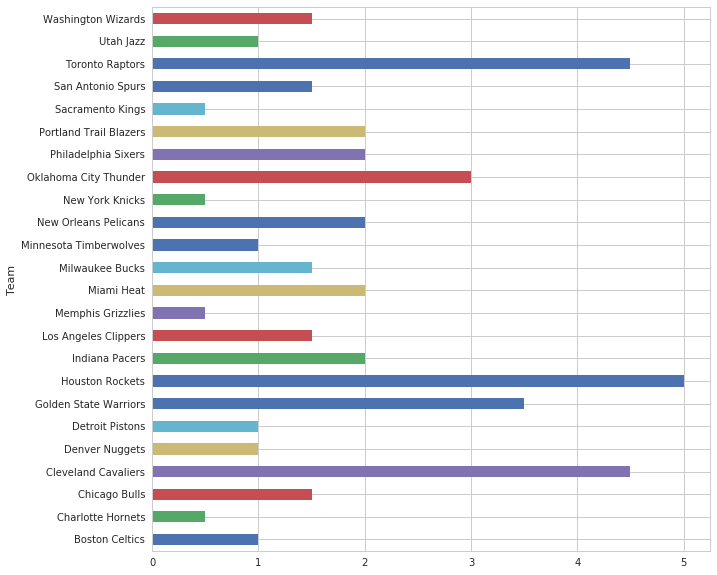 Washington Wizards
Utah Jazz
Toronto Raptors
San Antonio Spurs
Sacramento Kings
Portland Trail Blazers
Philadelphia Sixers
Oklahoma City Thunder
New York Knicks
New Orleans Pelicans
Minnesota Timberwolves
Milwaukee Bucks
Team
Miami Heat
Memphis Grizzlies
Los Angeles Clippers
Indiana Pacers
Houston Rockets
Golden State Warriors
Detroit Pistons
Denver Nuggets
Cleveland Cavaliers
Chicago Bulls
Charlotte Hornets
Boston Celtics
0 1 2 3 4 5